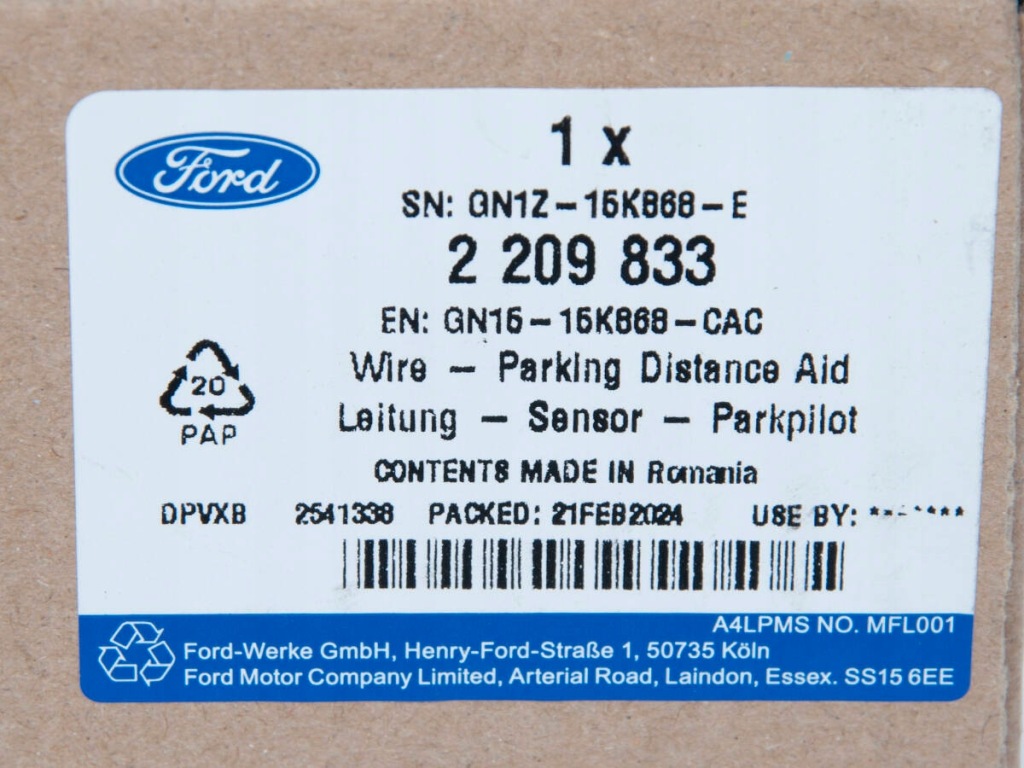 Ford
1 x
SN: GN1Z-15K868-E
2 209 833
EN: GN15-15K868-CAC
Wire - Parking Distance Aid
Leitung - Sensor - Parkpilot
20
PAP
CONTENTS MADE IN Romania
DPVXB 2541338 PACKED: 21FEB2024 USE BY: *******
A4LPMS NO. MFL001
Ford-Werke GmbH, Henry-Ford-Straße 1, 50735 Köln
Ford Motor Company Limited, Arterial Road, Laindon, Essex. SS15 6EE